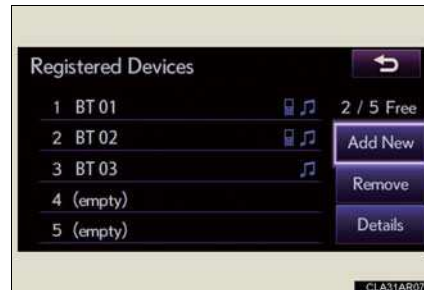 Registered Devices
1 BT 01
2 / 5 Free
2 BT 02
Add New
3 BT 03
Remove
4 (empty)
5 (empty)
Details
CLA31AR07